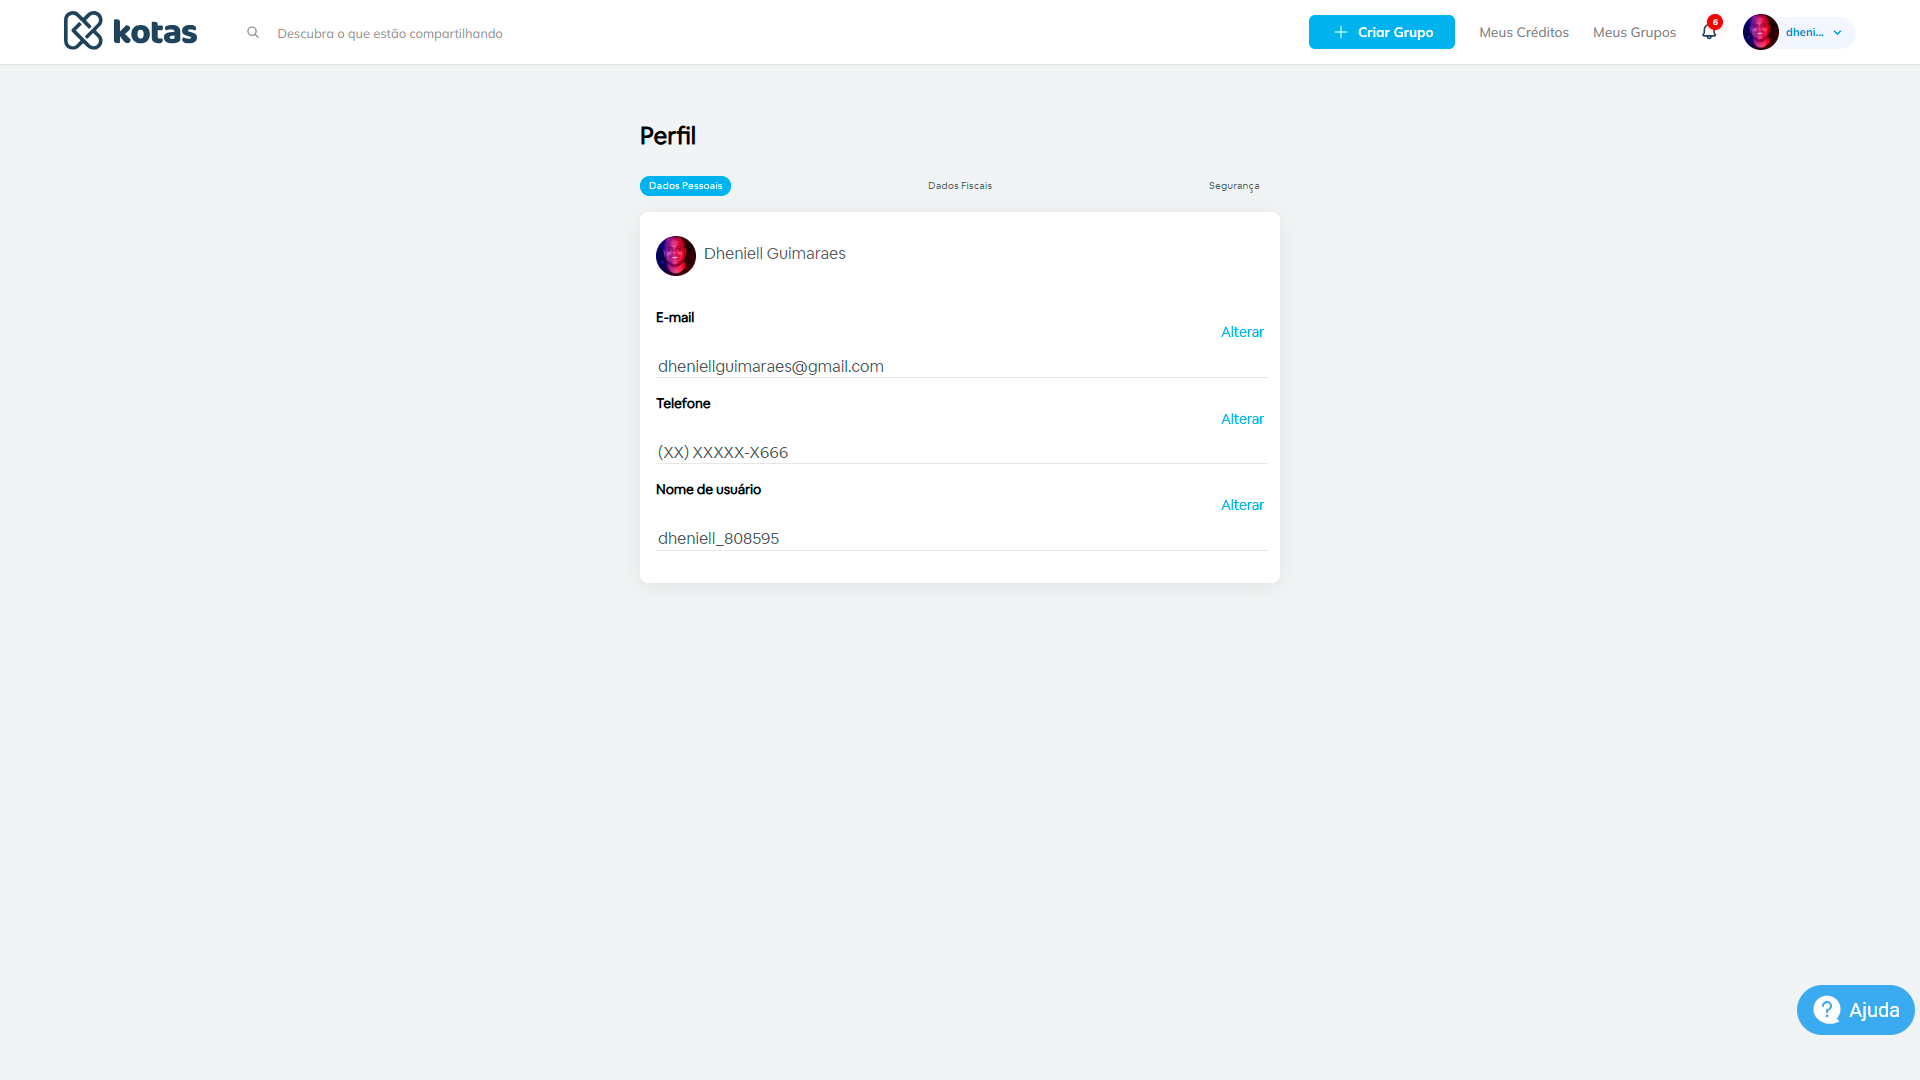 kotas
Descubra o que estão compartilhando
Criar Grupo
Meus Créditos
Meus Grupos
6
dheni...
Perfil
Dados Pessoais
Dados Fiscais
Segurança
Dheniell Guimaraes
E-mail
Alterar
dheniellguimaraes@gmail.com
Telefone
Alterar
(XX) XXXXX-X666
Nome de usuário
Alterar
dheniell_808595
? Ajuda